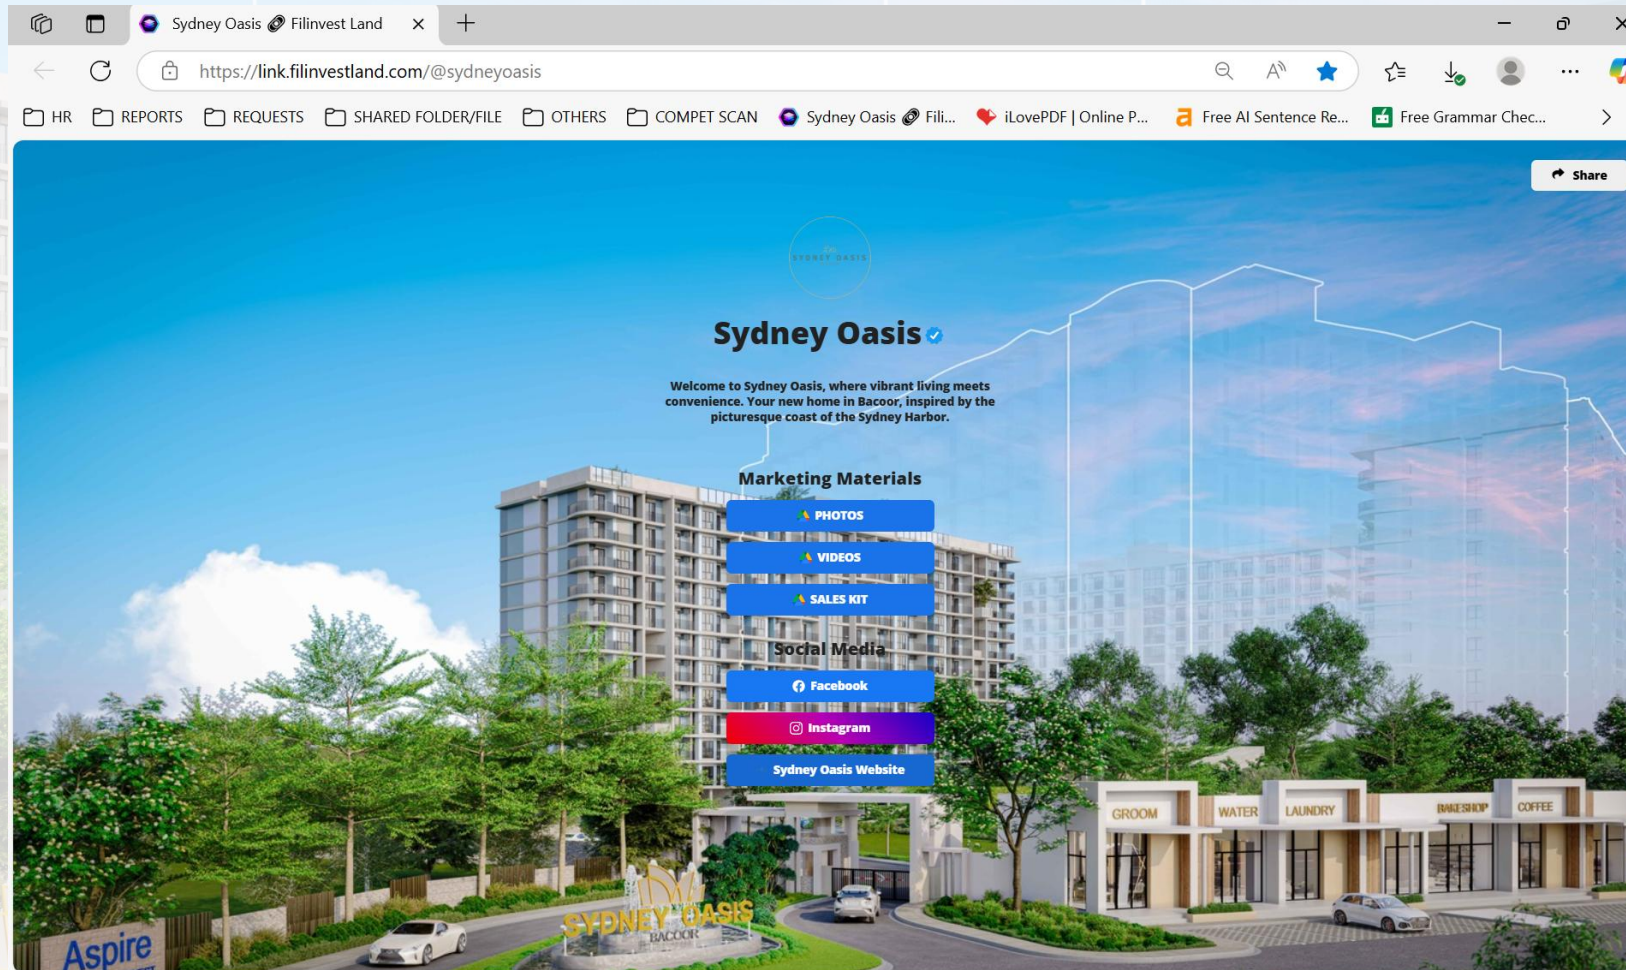 Sydney Oasis Filinvest Land
https://link.filinvestland.com/@sydneyoasis
HR REPORTS REQUESTS SHARED FOLDER/FILE OTHERS COMPET SCAN Sydney Oasis Fili... iLovePDF | Online P... Free AI Sentence Re... Free Grammar Chec...
Share
SYDNEY OASIS
Sydney Oasis
Welcome to Sydney Oasis, where vibrant living meets
convenience. Your new home in Bacoor, inspired by the
picturesque coast of the Sydney Harbor.
Marketing Materials
PHOTOS
VIDEOS
SALES KIT
Social Media
Facebook
Instagram
Sydney Oasis Website
GROOM WATER LAUNDRY BAKESHOP COFFEE
SYDNEY OASIS
BACOOR
Aspire